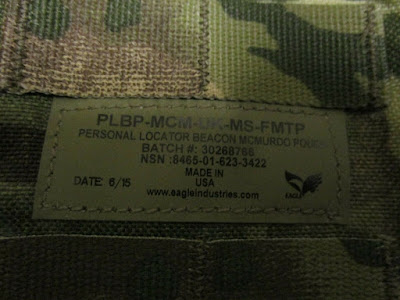 PLBP-MCM-UK-MS-FMTP
PERSONAL LOCATOR BEACON MCMURDO POUCH
BATCH #: 30268766
NSN :8465-01-623-3422
MADE IN
USA
DATE: 6/15
www.eagleindustries.com
EAGLE